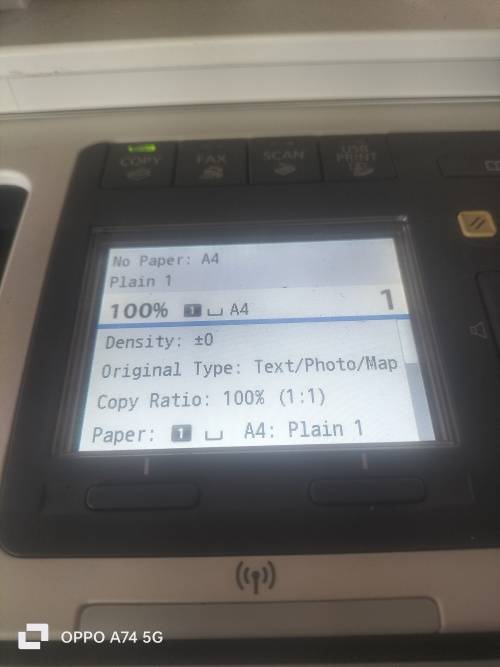 COPY FAX SCAN USB PRINT
No Paper: A4
Plain 1
100% 1 A4 1
Density: ±0
Original Type: Text/Photo/Map
Copy Ratio: 100% (1:1)
Paper: 1 A4: Plain 1
OPPO A74 5G